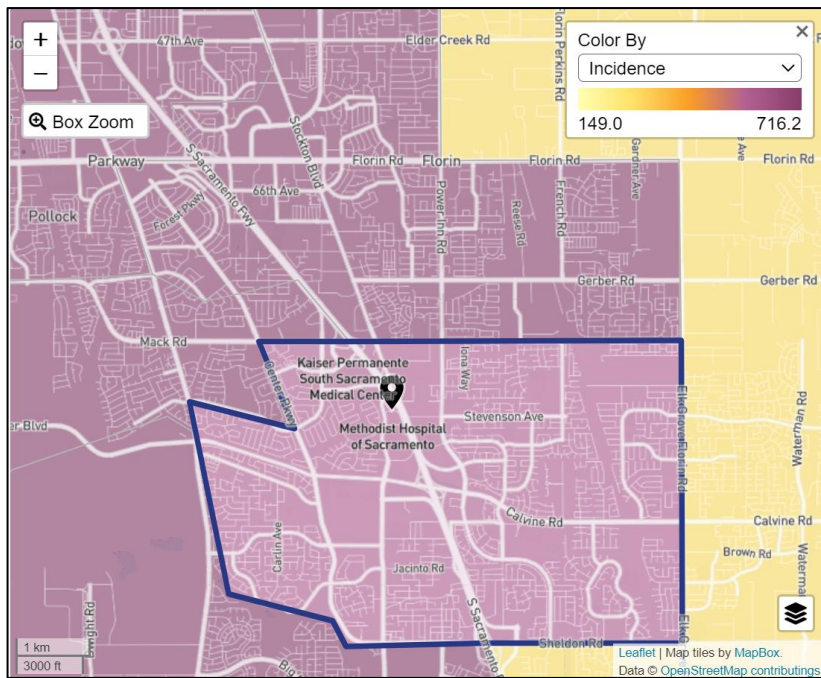 +
−
Box Zoom
Color By
Incidence
149.0 716.2
47th Ave
Elder Creek Rd
Florin Perkins Rd
Stockton Blvd
Parkway
S Sacramento Fwy
Florin Rd
Florin
Florin Rd
Florin Rd
66th Ave
Forest Pkwy
Power Inn Rd
French Rd
Reese Rd
Gardner Ave
Pollock
Gerber Rd
Gerber Rd
Mack Rd
Center Pkwy
Kaiser Permanente
South Sacramento
Medical Center
Iona Way
Methodist Hospital
of Sacramento
Stevenson Ave
Elk Grove Florin Rd
Waterman Rd
Calvine Rd
Calvine Rd
Brown Rd
Carlin Ave
Jacinto Rd
Dwight Rd
S Sacramento
Sheldon Rd
1 km
3000 ft
Leaflet | Map tiles by MapBox.
Data © OpenStreetMap contributings